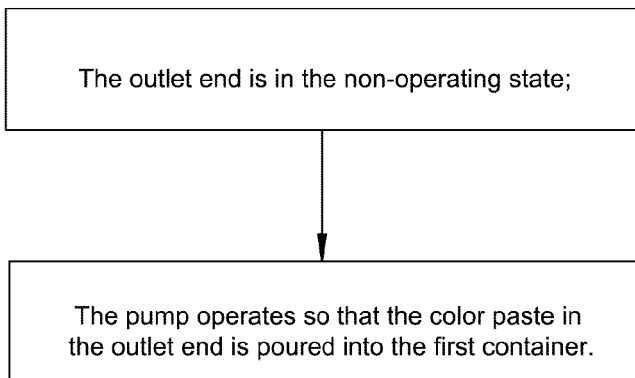 The outlet end is in the non-operating state;
The pump operates so that the color paste in
the outlet end is poured into the first container.